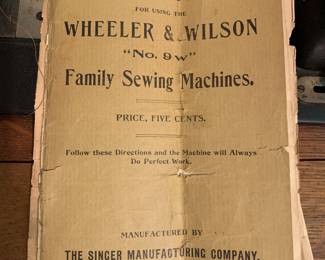 FOR USING THE
WHEELER & WILSON
"No. 9w"
Family Sewing Machines.
PRICE, FIVE CENTS.
Follow these Directions and the Machine will Always
Do Perfect Work.
MANUFACTURED BY
THE SINGER MANUFACTURING COMPANY.